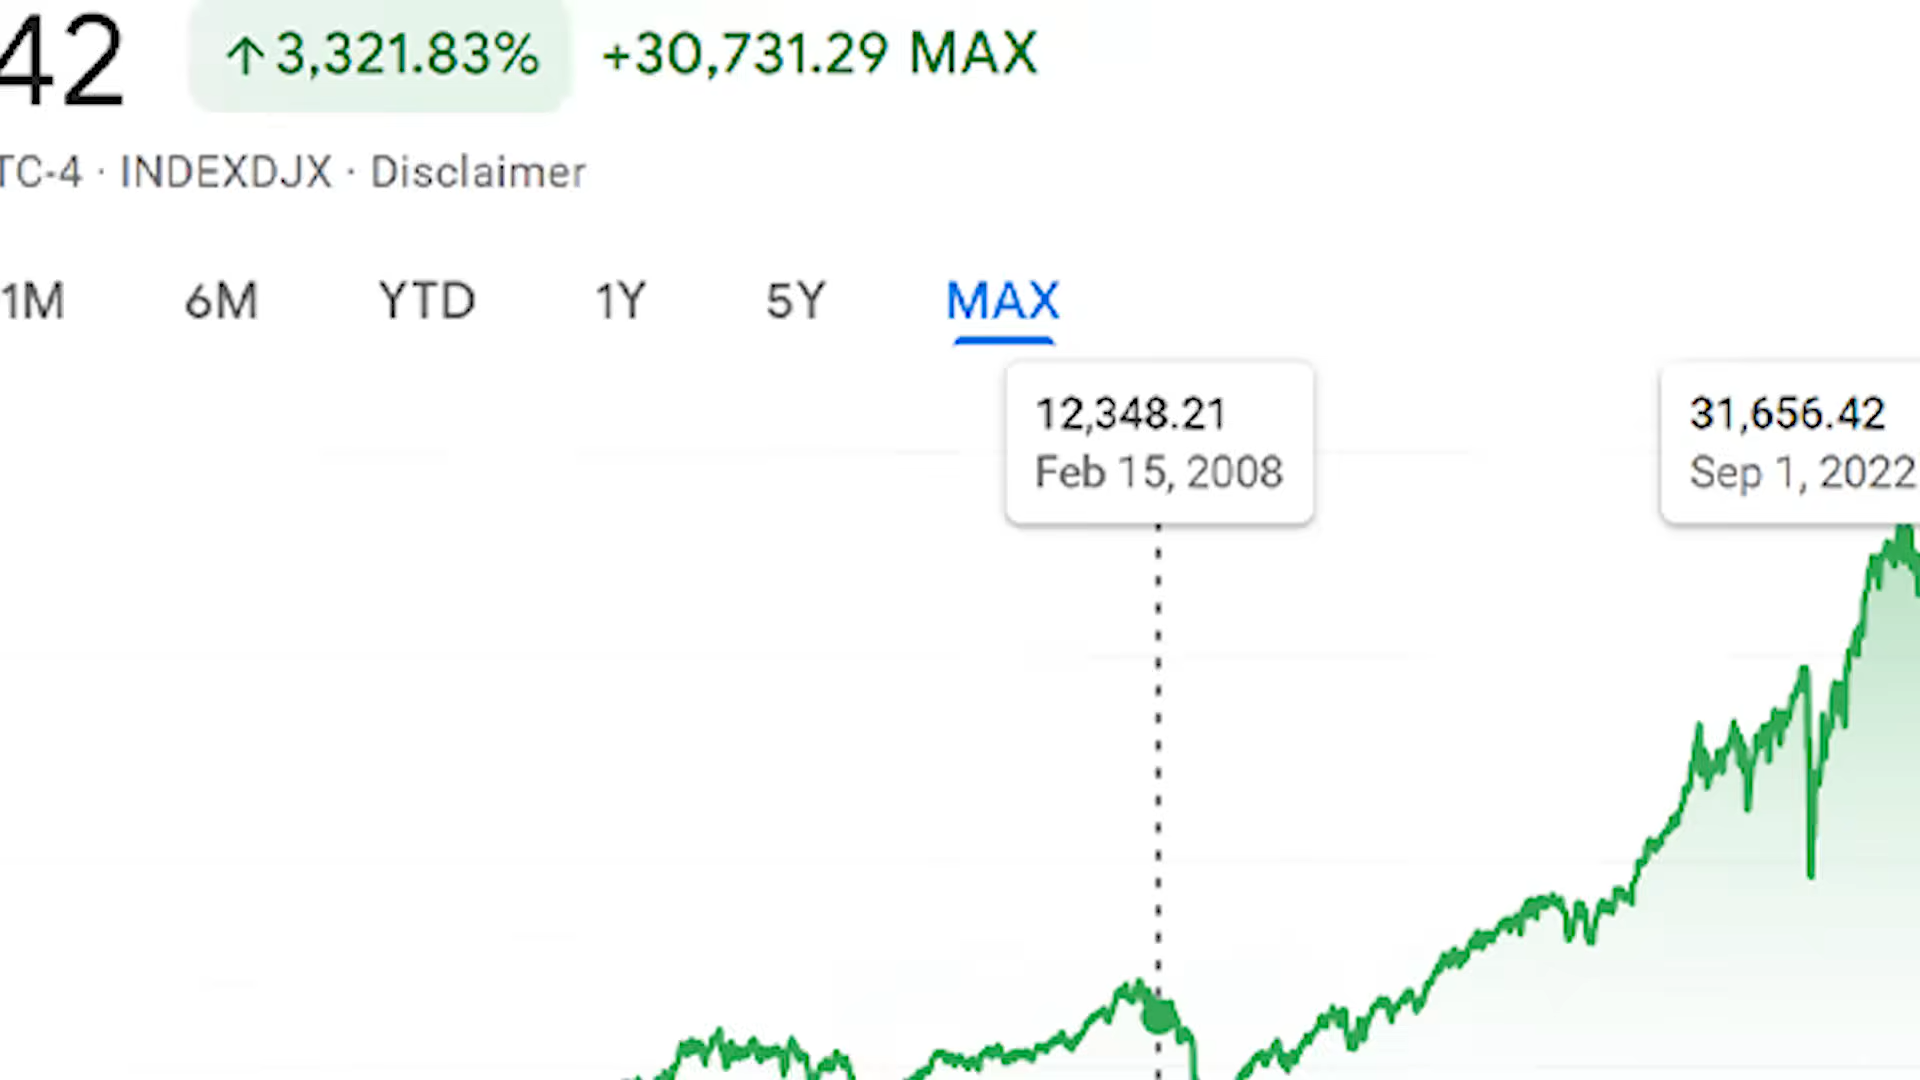 42 ↑3,321.83% +30,731.29 MAX
TC-4 · INDEXDJX · Disclaimer
1M 6M YTD 1Y 5Y MAX
12,348.21
Feb 15, 2008
31,656.42
Sep 1, 2022